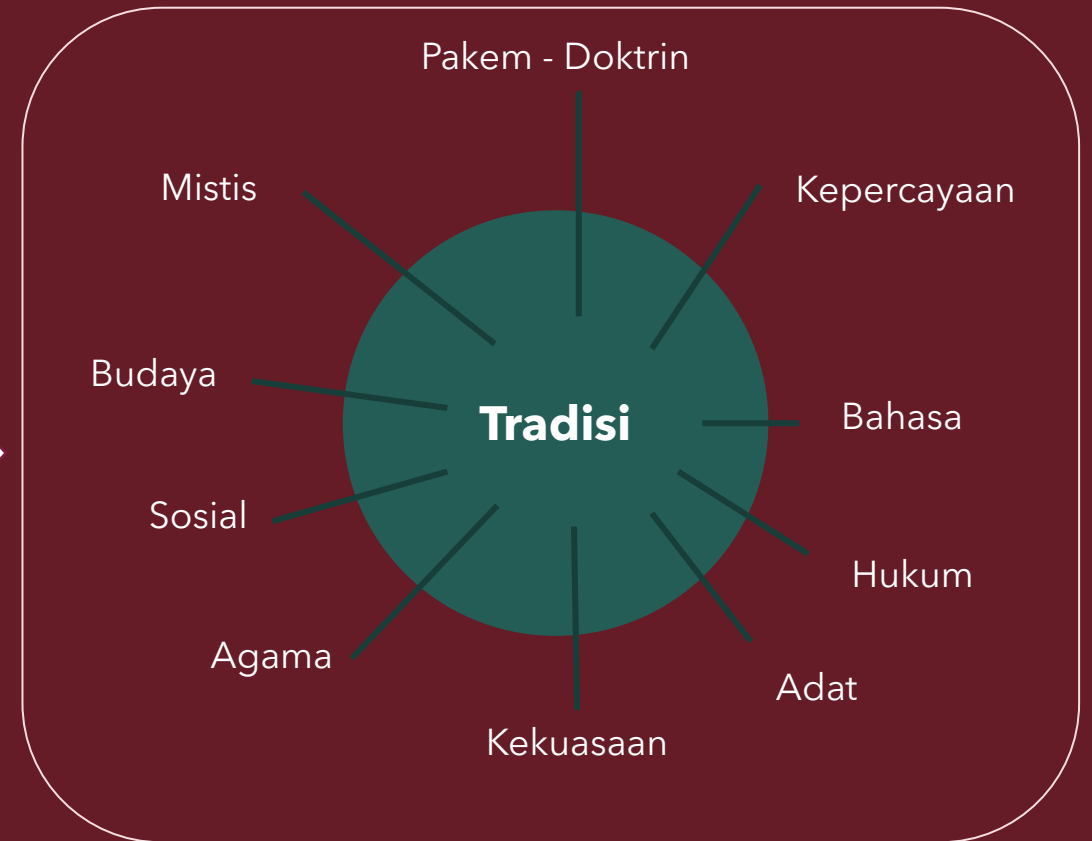 Pakem - Doktrin
Mistis
Kepercayaan
Budaya
Tradisi
Bahasa
Sosial
Hukum
Agama
Adat
Kekuasaan